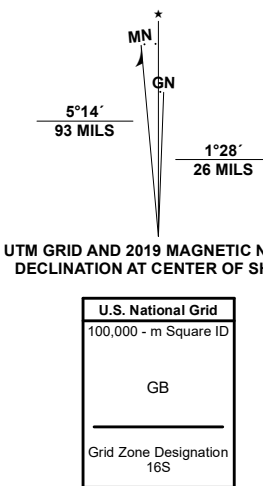 ★
MN
GN
5°14´
93 MILS
1°28´
26 MILS
UTM GRID AND 2019 MAGNETIC N
DECLINATION AT CENTER OF SH
U.S. National Grid
100,000 - m Square ID
GB
Grid Zone Designation
16S